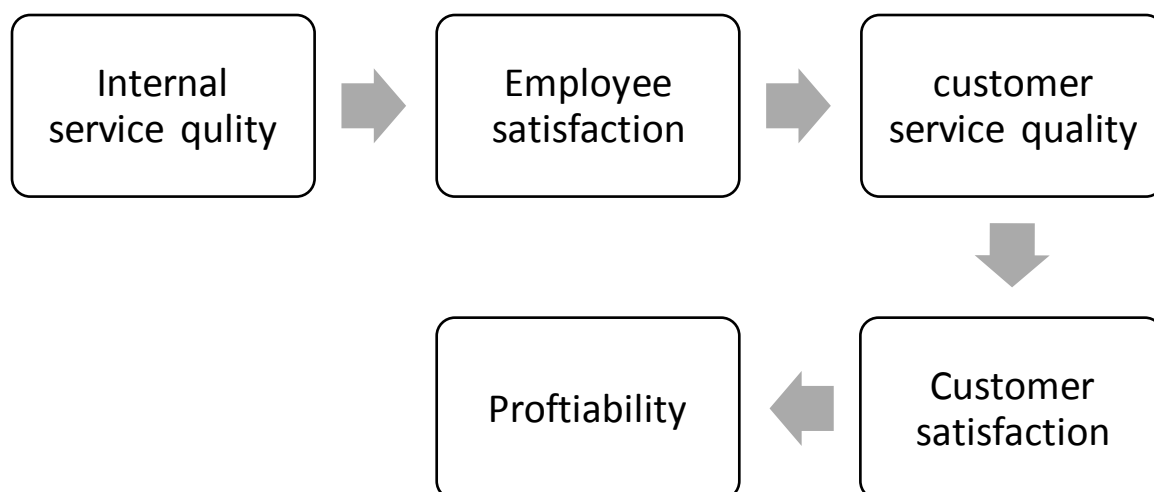 Internal
service qulity
Employee
satisfaction
customer
service quality
Customer
satisfaction
Proftiability